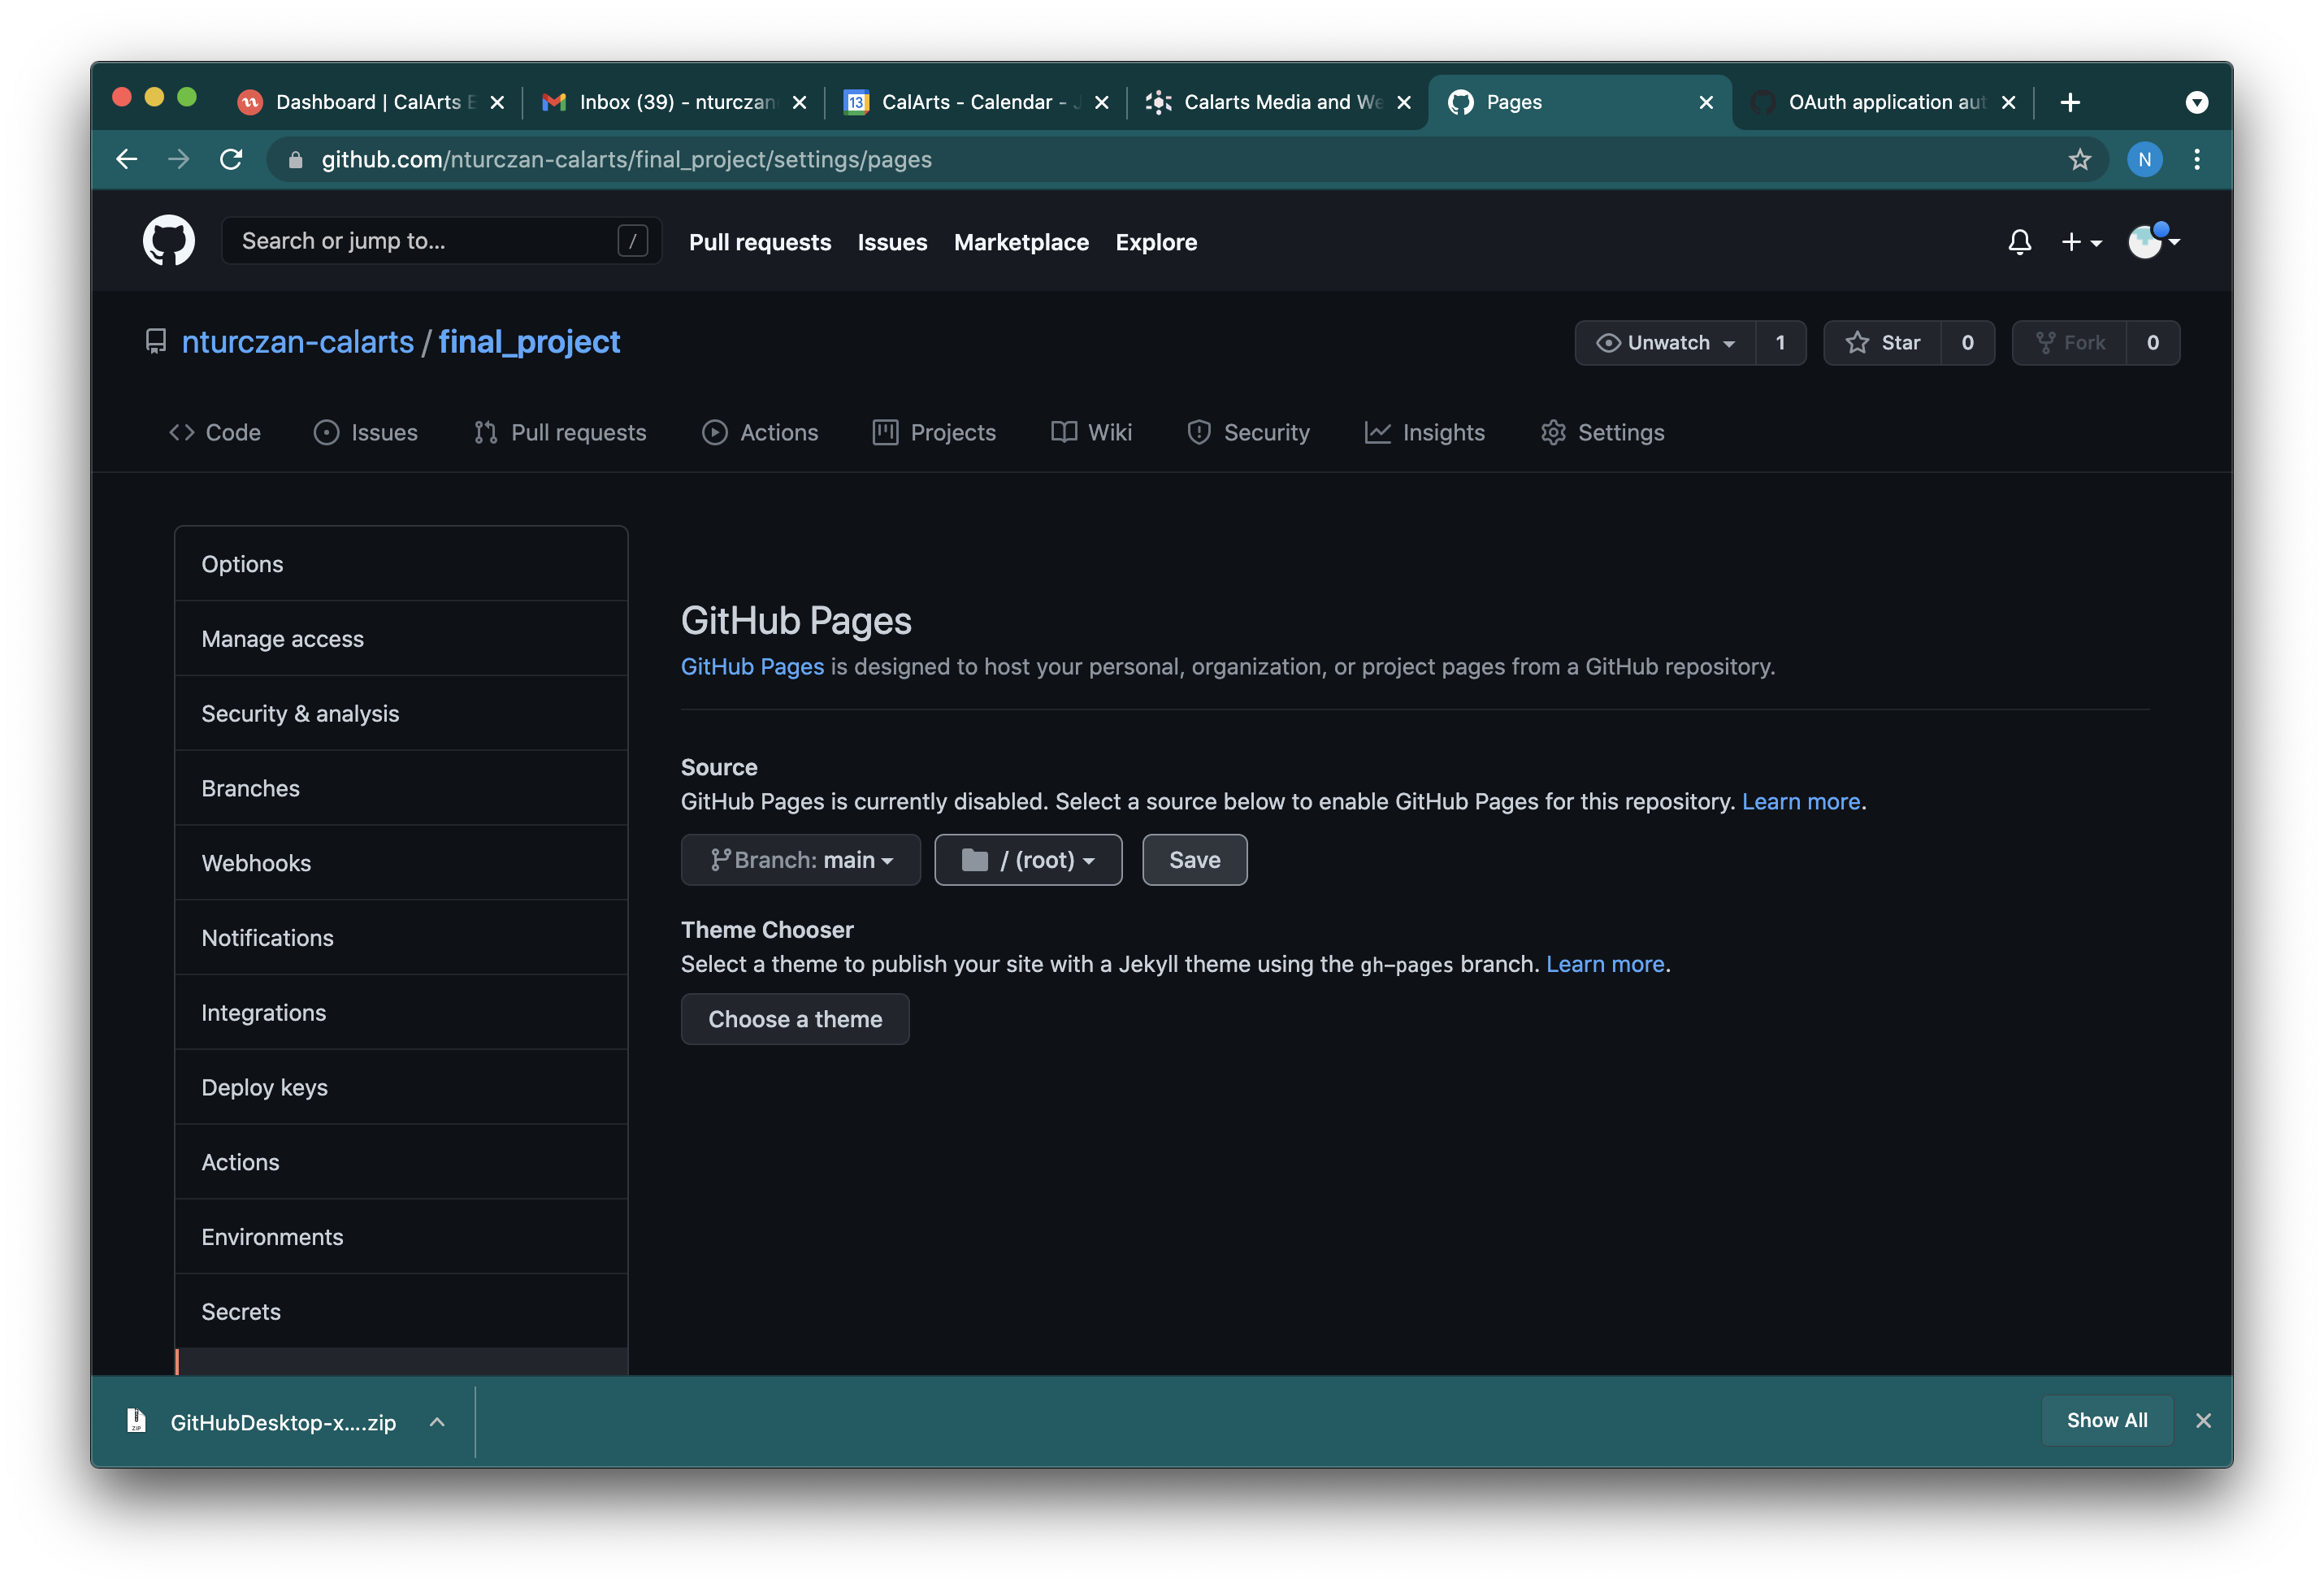 Dashboard | CalArts E
Inbox (39) - nturczan
13
CalArts - Calendar - J
Calarts Media and We
Pages
OAuth application aut
github.com/nturczan-calarts/final_project/settings/pages
N
Search or jump to...
/
Pull requests
Issues
Marketplace
Explore
nturczan-calarts / final_project
Unwatch
1
Star
0
Fork
0
Code
Issues
Pull requests
Actions
Projects
Wiki
Security
Insights
Settings
Options
Manage access
Security & analysis
Branches
Webhooks
Notifications
Integrations
Deploy keys
Actions
Environments
Secrets
GitHub Pages
GitHub Pages is designed to host your personal, organization, or project pages from a GitHub repository.
Source
GitHub Pages is currently disabled. Select a source below to enable GitHub Pages for this repository. Learn more.
Branch: main
/ (root)
Save
Theme Chooser
Select a theme to publish your site with a Jekyll theme using the gh-pages branch. Learn more.
Choose a theme
ZIP
GitHubDesktop-x....zip
Show All